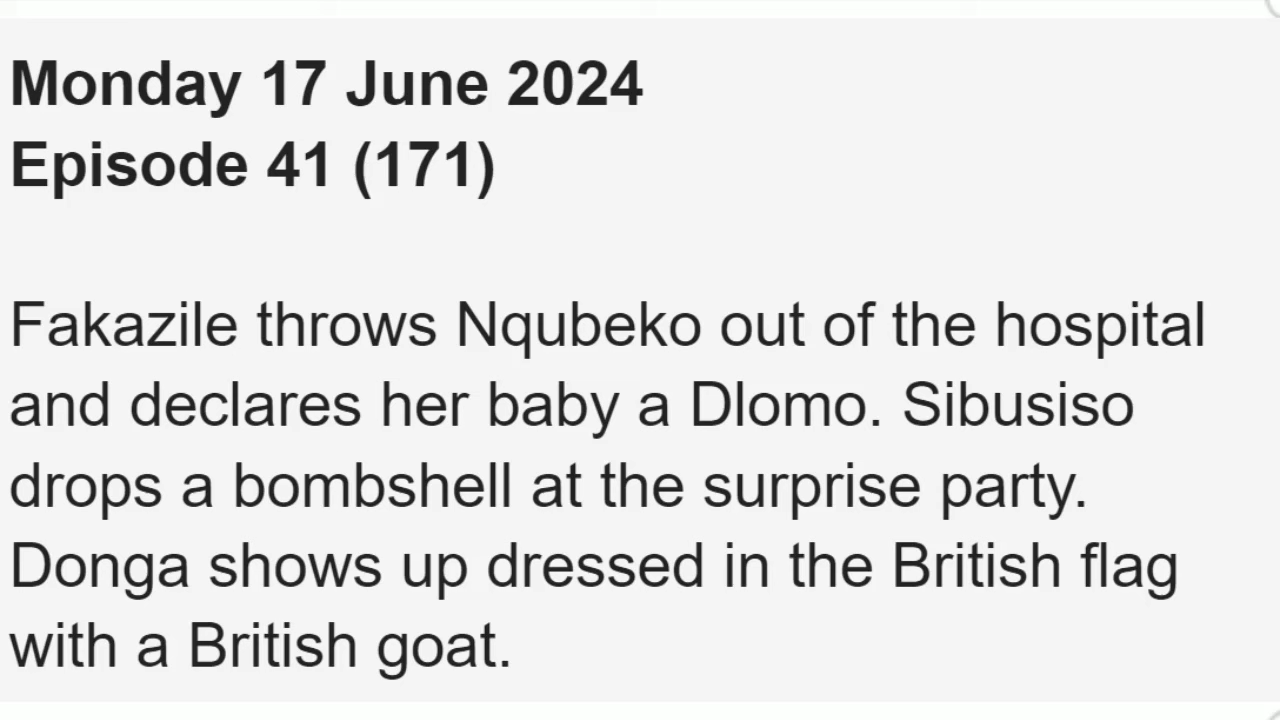 Monday 17 June 2024
Episode 41 (171)
Fakazile throws Nqubeko out of the hospital
and declares her baby a Dlomo. Sibusiso
drops a bombshell at the surprise party.
Donga shows up dressed in the British flag
with a British goat.